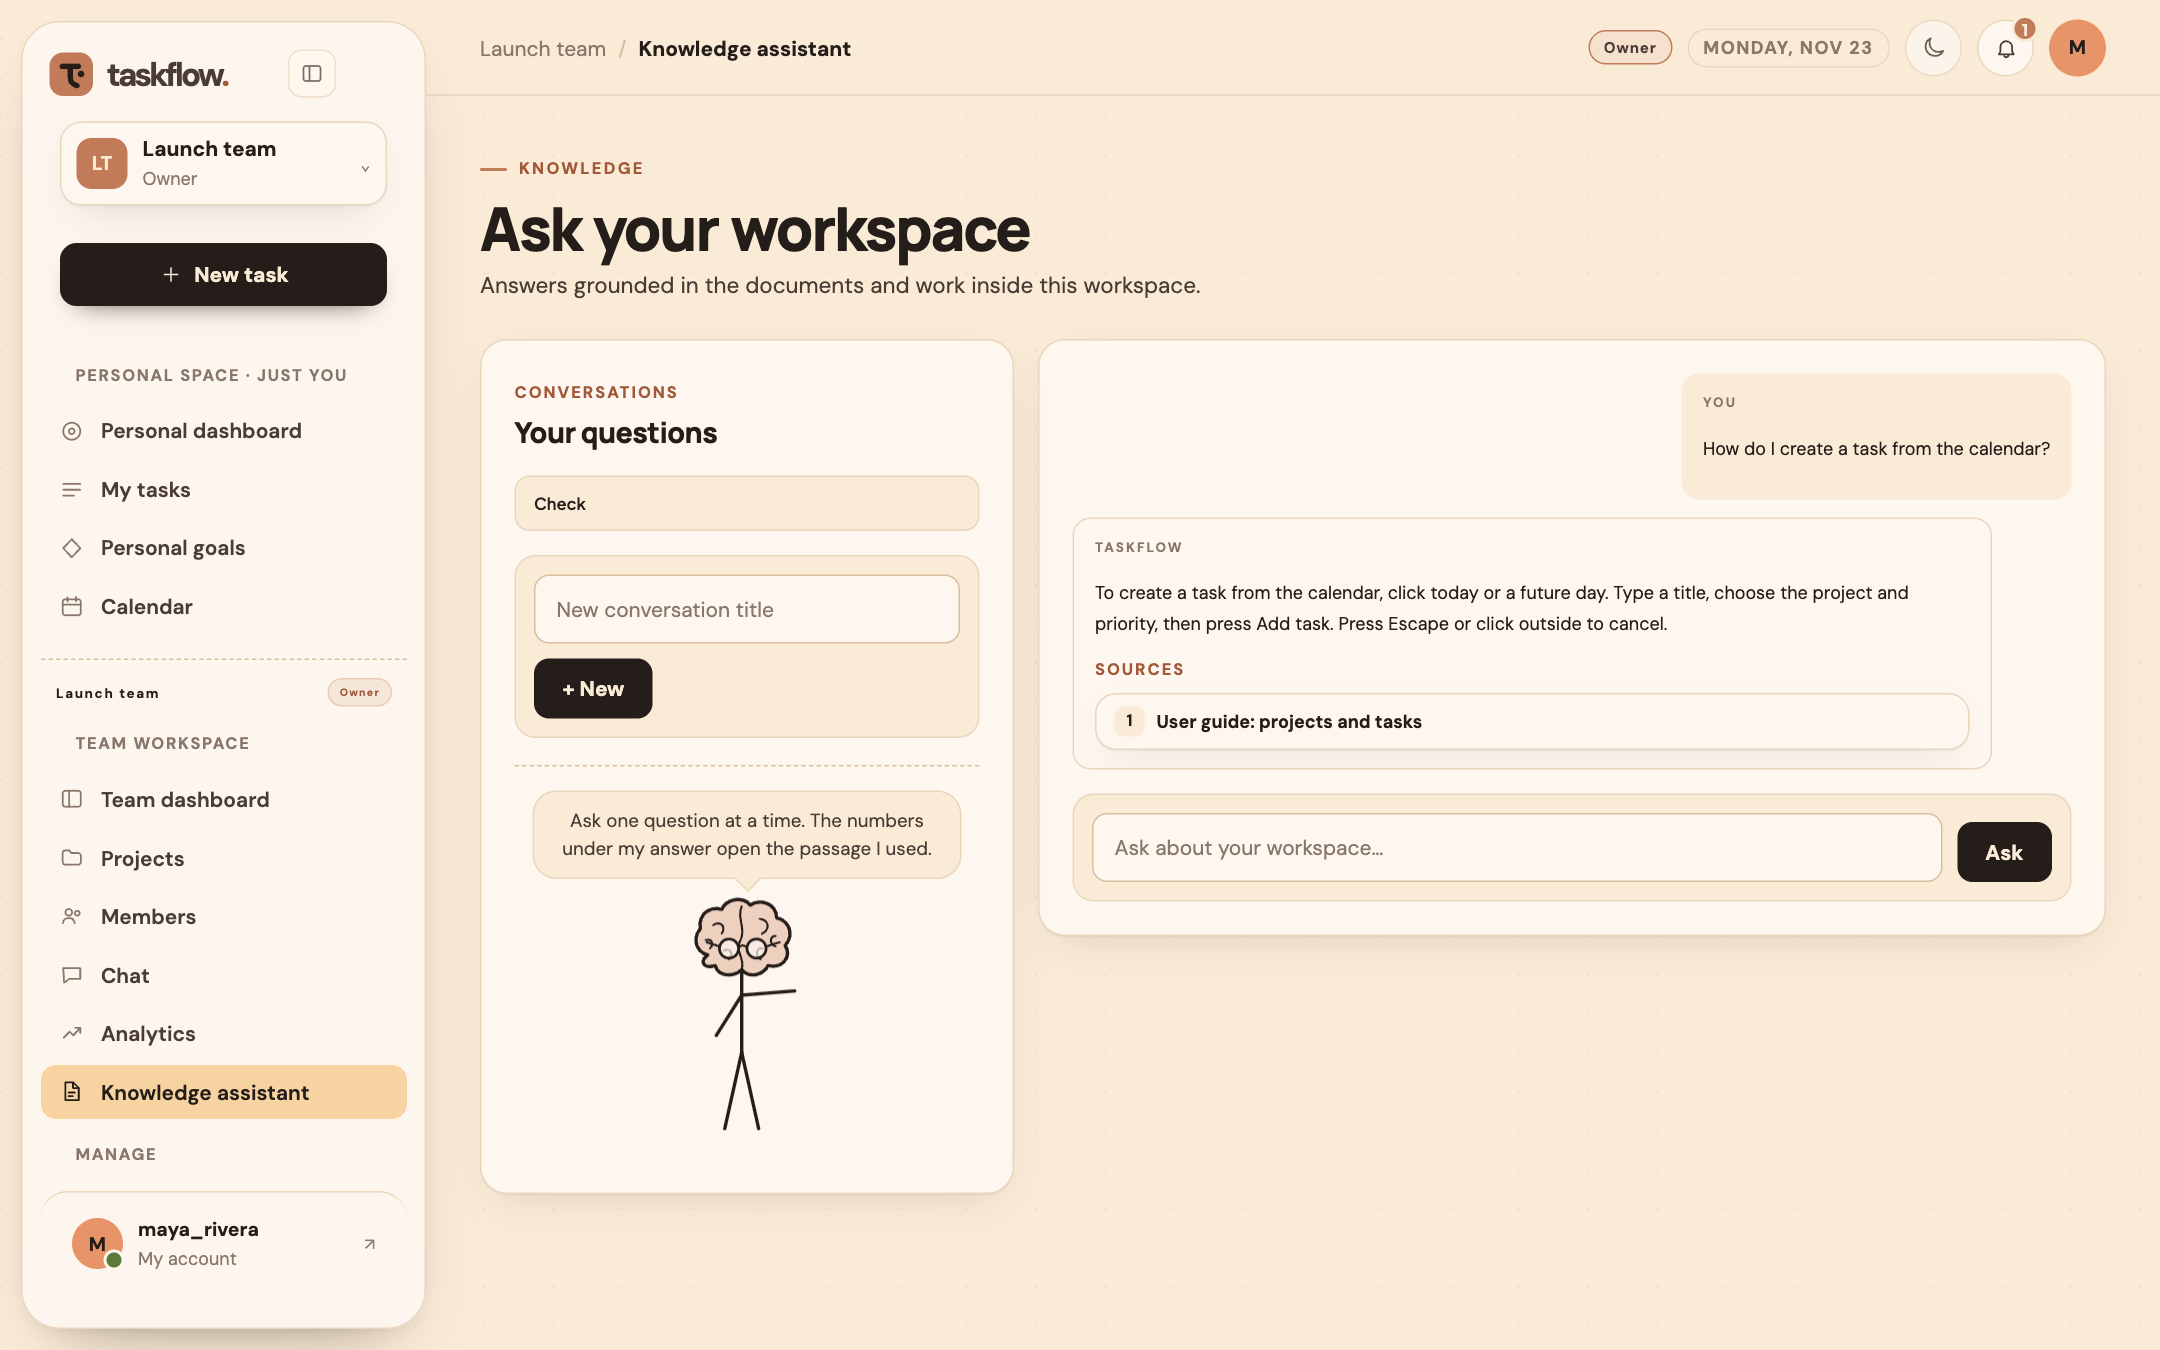 taskflow.
LT
Launch team
Owner
+ New task
PERSONAL SPACE · JUST YOU
Personal dashboard
My tasks
Personal goals
Calendar
Launch team
Owner
TEAM WORKSPACE
Team dashboard
Projects
Members
Chat
Analytics
Knowledge assistant
MANAGE
M
maya_rivera
My account
Launch team / Knowledge assistant
Owner
MONDAY, NOV 23
1
M
KNOWLEDGE
Ask your workspace
Answers grounded in the documents and work inside this workspace.
CONVERSATIONS
Your questions
Check
New conversation title
+ New
Ask one question at a time. The numbers
under my answer open the passage I used.
YOU
How do I create a task from the calendar?
TASKFLOW
To create a task from the calendar, click today or a future day. Type a title, choose the project and
priority, then press Add task. Press Escape or click outside to cancel.
SOURCES
1 User guide: projects and tasks
Ask about your workspace...
Ask